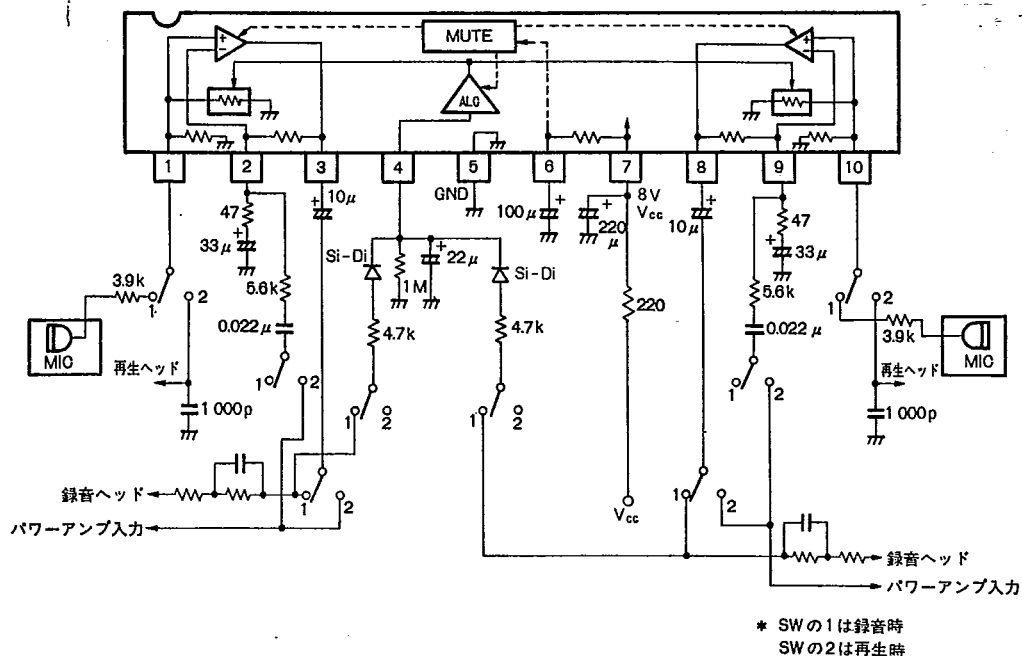 MUTE
ALC
+
−
+
−
1
2
3
4
5
6
7
8
9
10
GND
8V
Vcc
10μ
100μ
220μ
10μ
47
33μ
47
33μ
Si-Di
1M
22μ
Si-Di
3.9k
5.6k
4.7k
4.7k
220
5.6k
3.9k
MIC
1
2
0.022μ
0.022μ
1
2
MIC
再生ヘッド
1
2
1
2
1
2
1
2
再生ヘッド
1 000p
1 000p
録音ヘッド
1
2
Vcc
1
2
パワーアンプ入力
録音ヘッド
パワーアンプ入力
* SWの1は録音時
SWの2は再生時